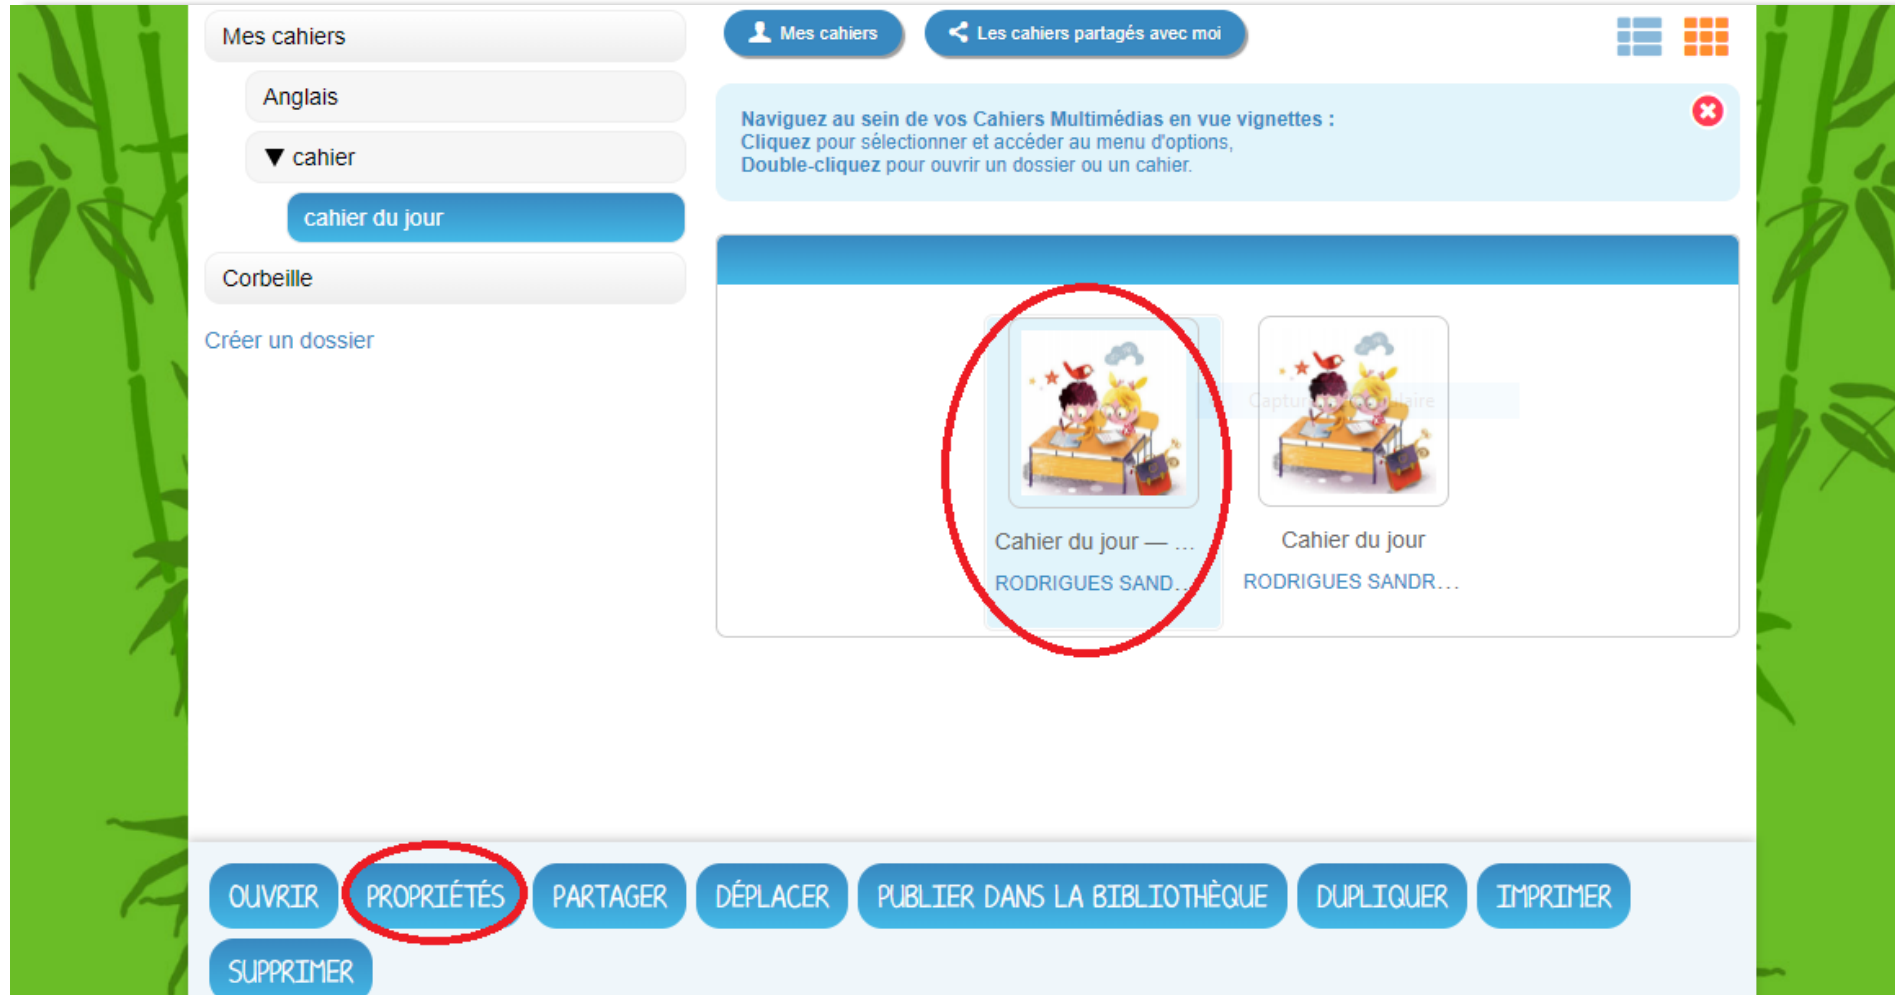 Mes cahiers
Anglais
▼ cahier
cahier du jour
Corbeille
Créer un dossier
Mes cahiers
Les cahiers partagés avec moi
Naviguez au sein de vos Cahiers Multimédias en vue vignettes :
Cliquez pour sélectionner et accéder au menu d'options,
Double-cliquez pour ouvrir un dossier ou un cahier.
Cahier du jour — ...
RODRIGUES SAND...
Cahier du jour
RODRIGUES SANDR...
OUVRIR
PROPRIÉTÉS
PARTAGER
DÉPLACER
PUBLIER DANS LA BIBLIOTHÈQUE
DUPLIQUER
IMPRIMER
SUPPRIMER